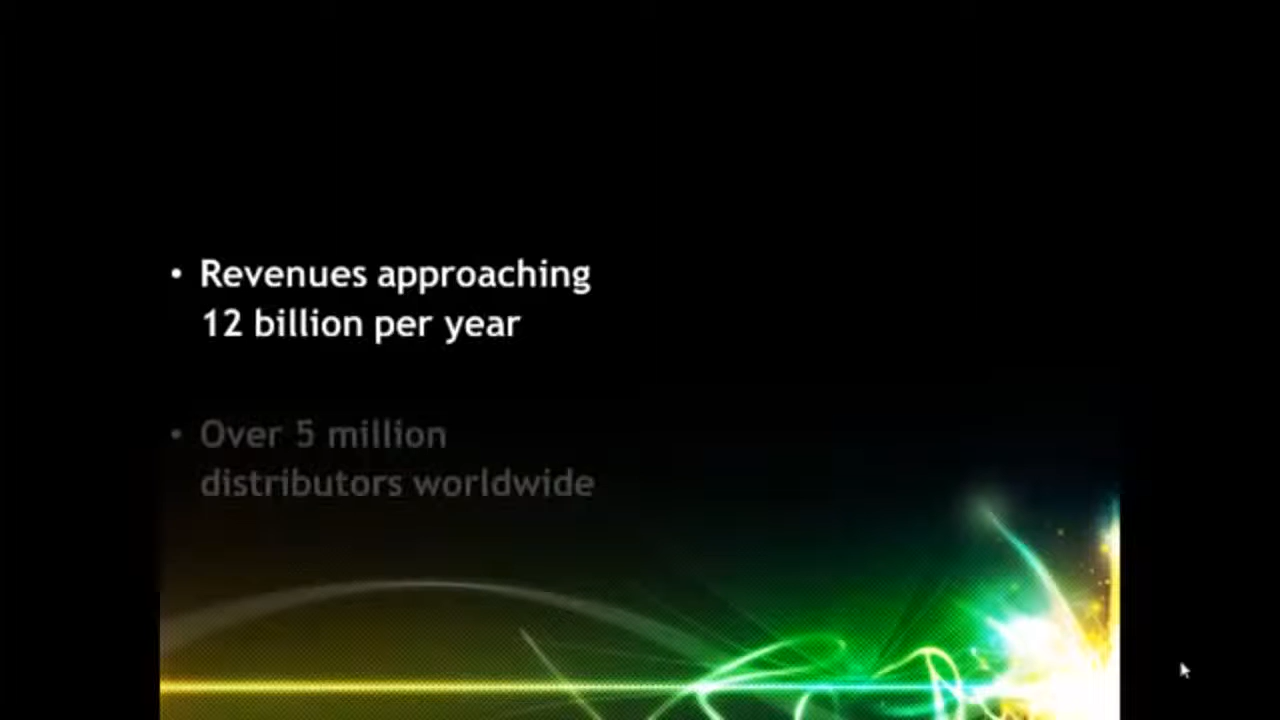 • Revenues approaching
12 billion per year
• Over 5 million
distributors worldwide